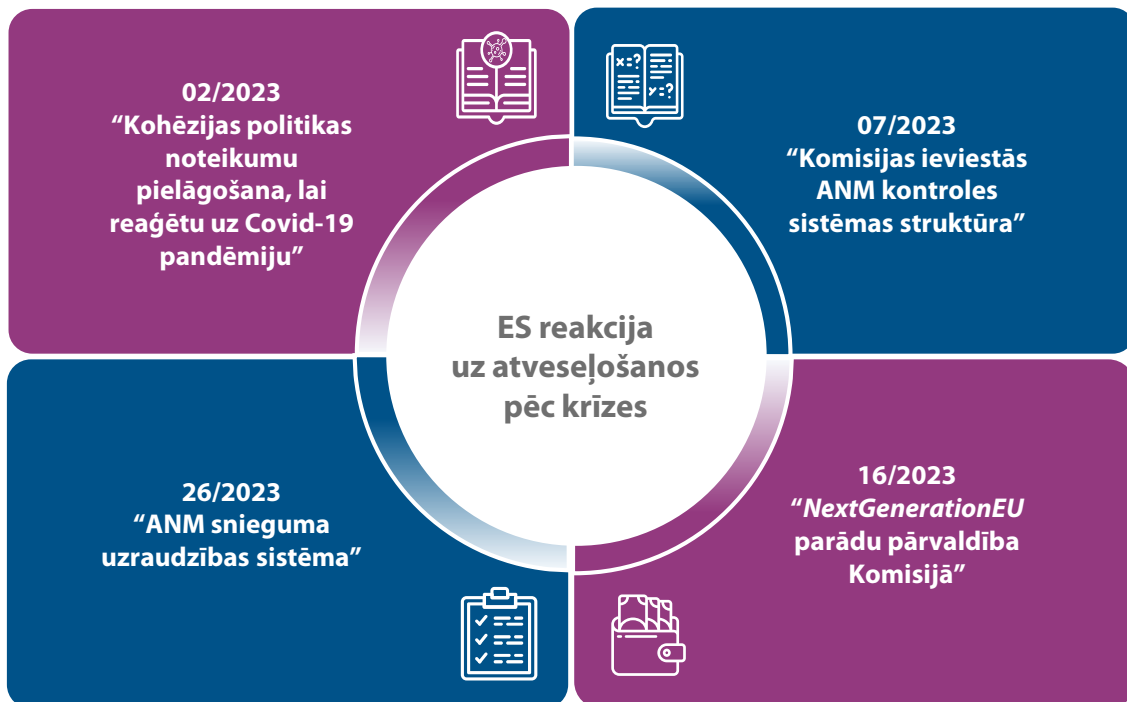 02/2023
“Kohēzijas politikas
noteikumu
pielāgošana, lai
reaģētu uz Covid-19
pandēmiju”
x=?
y=?
07/2023
“Komisijas ieviestās
ANM kontroles
sistēmas struktūra”
ES reakcija
uz atveseļošanos
pēc krīzes
26/2023
“ANM snieguma
uzraudzības sistēma”
16/2023
“NextGenerationEU
parādu pārvaldība
Komisijā”